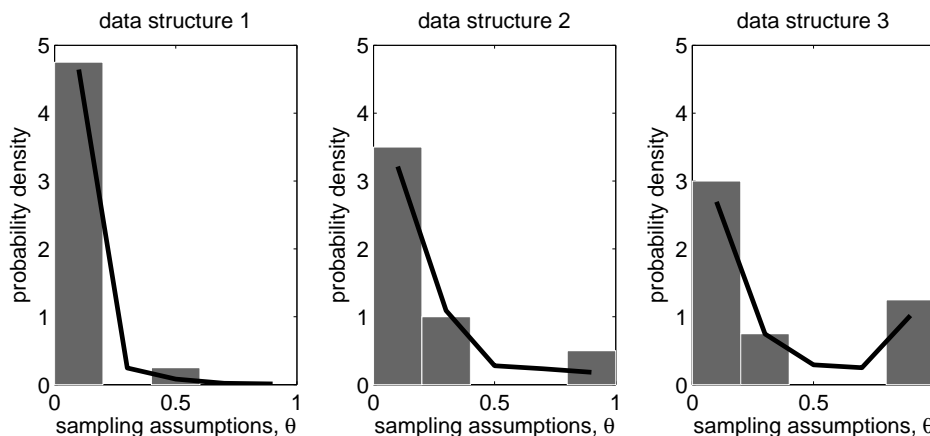 data structure 1
5
4
3
2
1
0
probability density
0
0.5
1
sampling assumptions, θ
data structure 2
5
4
3
2
1
0
probability density
0
0.5
1
sampling assumptions, θ
data structure 3
5
4
3
2
1
0
probability density
0
0.5
sampling assumptions, θ